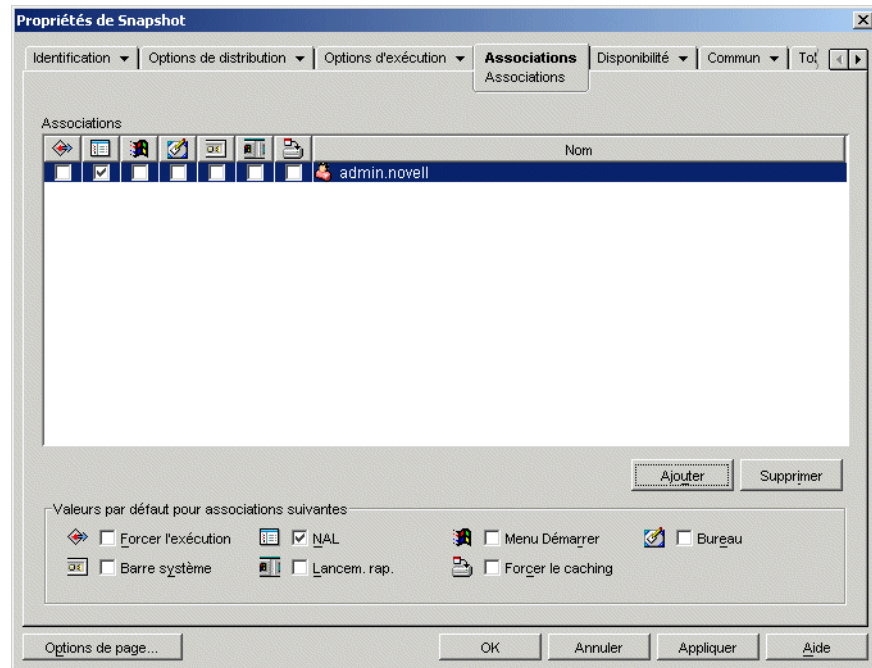 Propriétés de Snapshot
Identification
Options de distribution
Options d'exécution
Associations
Associations
Disponibilité
Commun
Associations
Nom
admin.novell
Ajouter
Supprimer
Valeurs par défaut pour associations suivantes
Forcer l'exécution
NAL
Menu Démarrer
Bureau
Barre système
Lancem. rap.
Forcer le caching
Options de page...
OK
Annuler
Appliquer
Aide